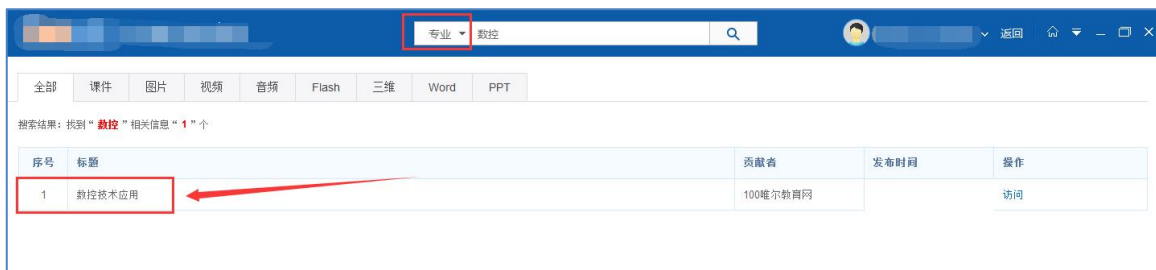 专业 数控 返回
全部 课件 图片 视频 音频 Flash 三维 Word PPT
搜索结果：找到“ 数控 ”相关信息“ 1 ”个
序号 标题 贡献者 发布时间 操作
1 数控技术应用 100唯尔教育网 访问